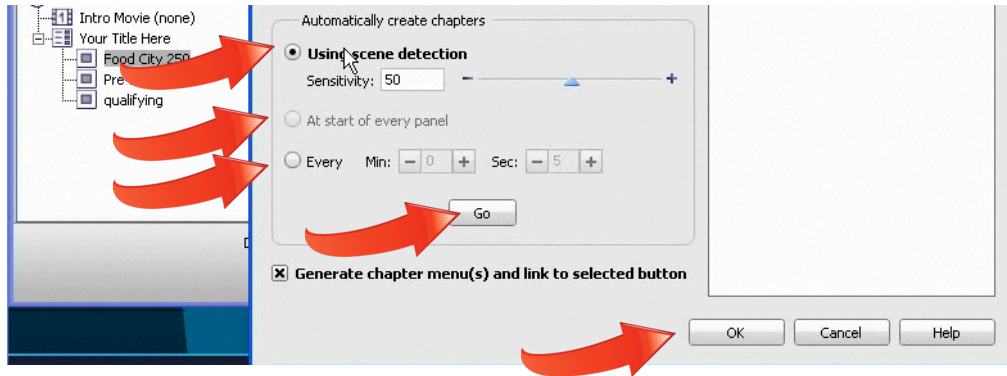 Intro Movie (none)
Your Title Here
Food City 250
Pre
qualifying
Automatically create chapters
Using scene detection
Sensitivity: 50 - +
At start of every panel
Every Min: - 0 + Sec: - 5 +
Go
Generate chapter menu(s) and link to selected button
OK Cancel Help